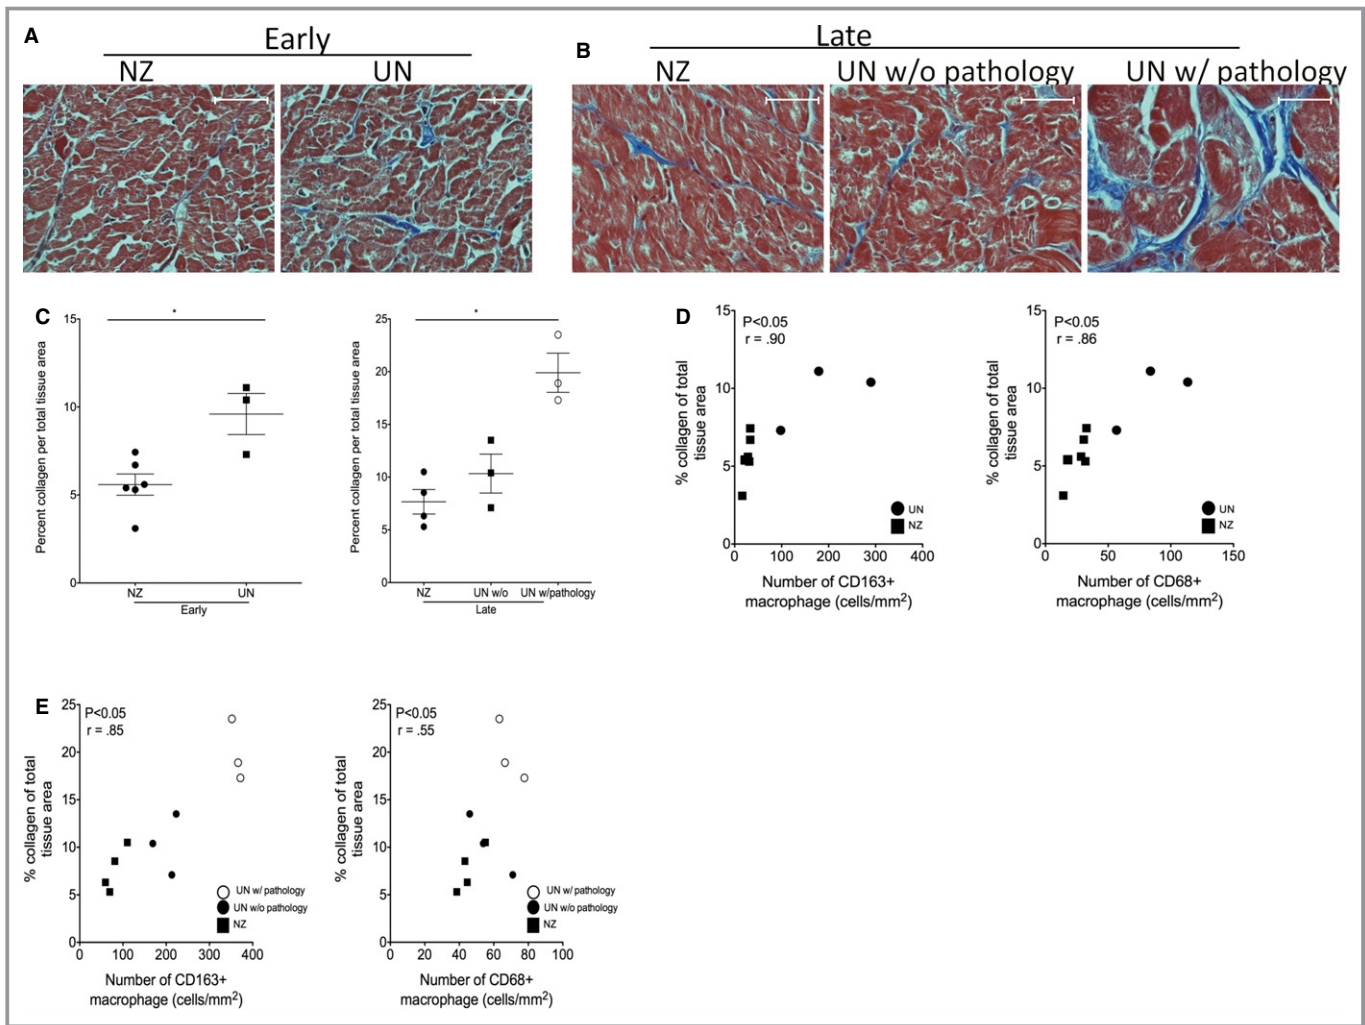 A
Early
NZ
UN
B
Late
NZ
UN w/o pathology
UN w/ pathology
C
Percent collagen per total tissue area
15
10
5
0
*
NZ
UN
Early
Percent collagen per total tissue area
25
20
15
10
5
0
*
NZ
UN w/o
UN w/pathology
Late
D
% collagen of total
tissue area
15
10
5
0
P<0.05
r = .90
UN
NZ
0 100 200 300 400
Number of CD163+
macrophage (cells/mm²)
% collagen of total
tissue area
15
10
5
0
P<0.05
r = .86
UN
NZ
0 50 100 150
Number of CD68+
macrophage (cells/mm²)
E
% collagen of total
tissue area
25
20
15
10
5
0
P<0.05
r = .85
UN w/ pathology
UN w/o pathology
NZ
0 100 200 300 400
Number of CD163+
macrophage (cells/mm²)
% collagen of total
tissue area
25
20
15
10
5
0
P<0.05
r = .55
UN w/ pathology
UN w/o pathology
NZ
0 20 40 60 80 100
Number of CD68+
macrophage (cells/mm²)